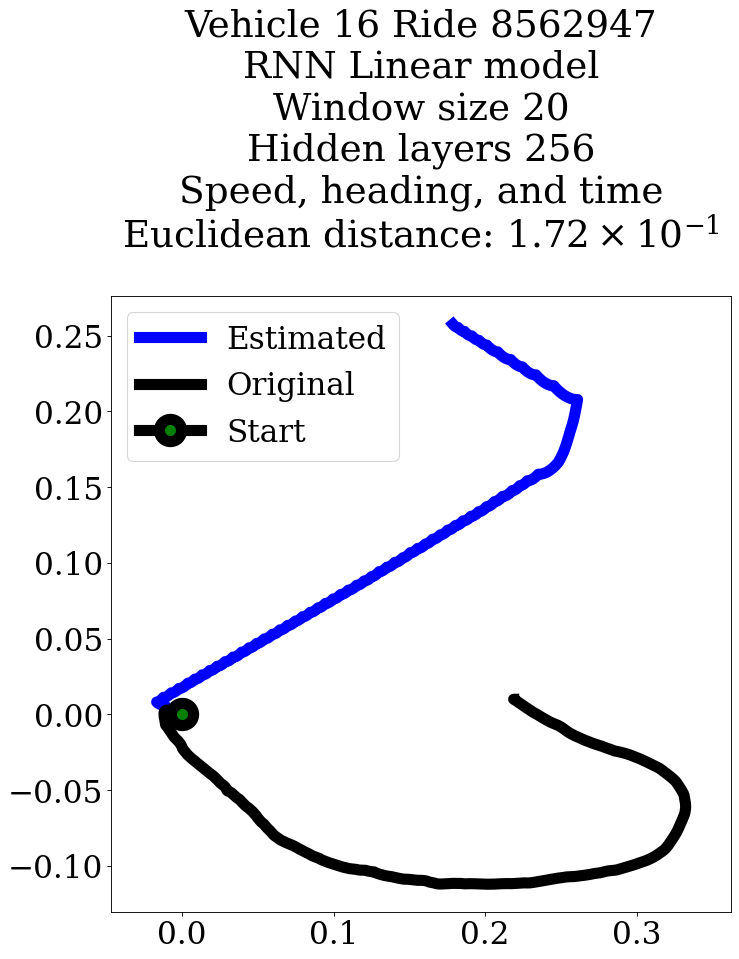 Vehicle 16 Ride 8562947
RNN Linear model
Window size 20
Hidden layers 256
Speed, heading, and time
Euclidean distance: 1.72 × 10⁻¹
Estimated
Original
Start
0.25
0.20
0.15
0.10
0.05
0.00
−0.05
−0.10
0.0 0.1 0.2 0.3